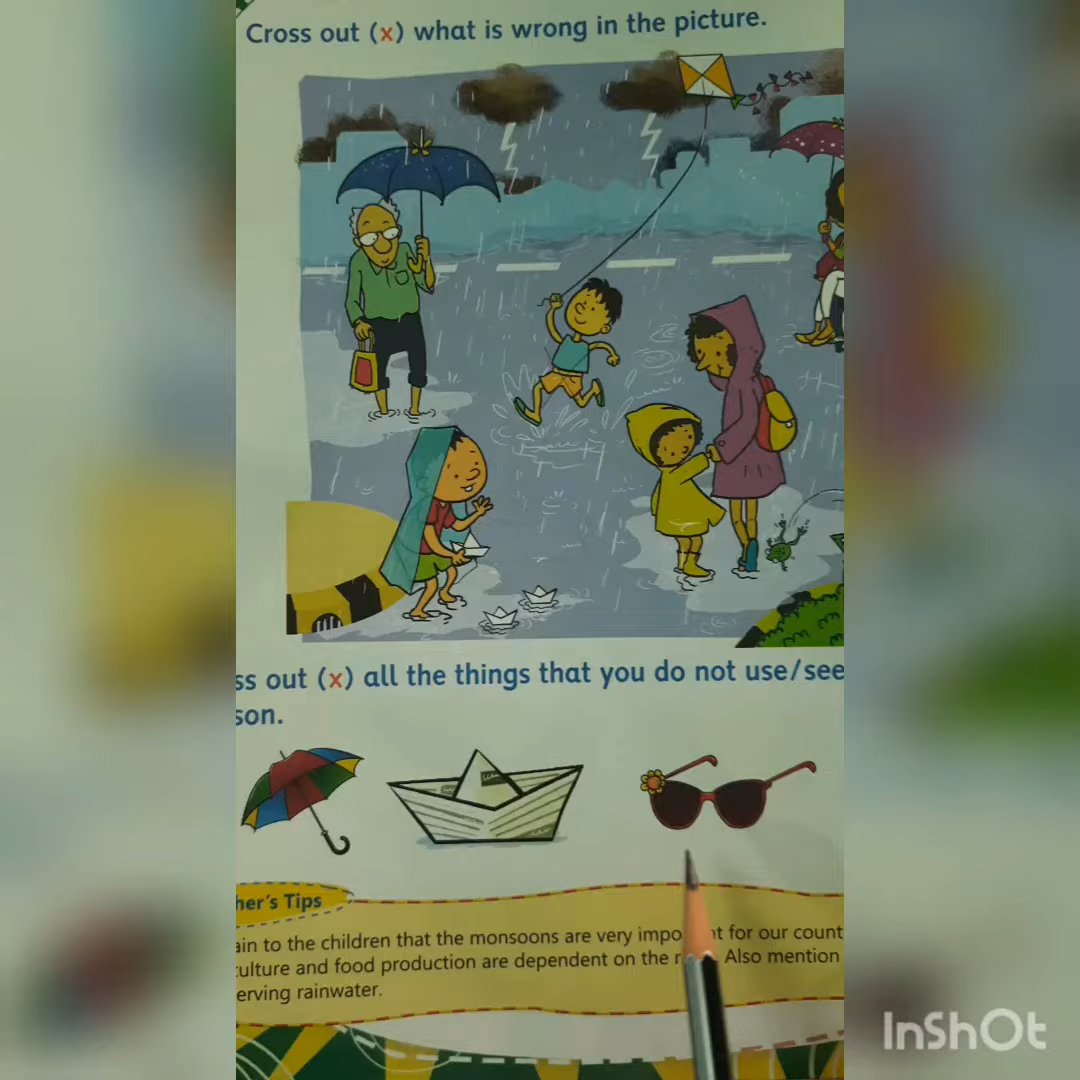 Cross out (x) what is wrong in the picture.
ss out (x) all the things that you do not use/see
son.
her's Tips
ain to the children that the monsoons are very impo t for our count
culture and food production are dependent on the r Also mention
erving rainwater.
InShOt